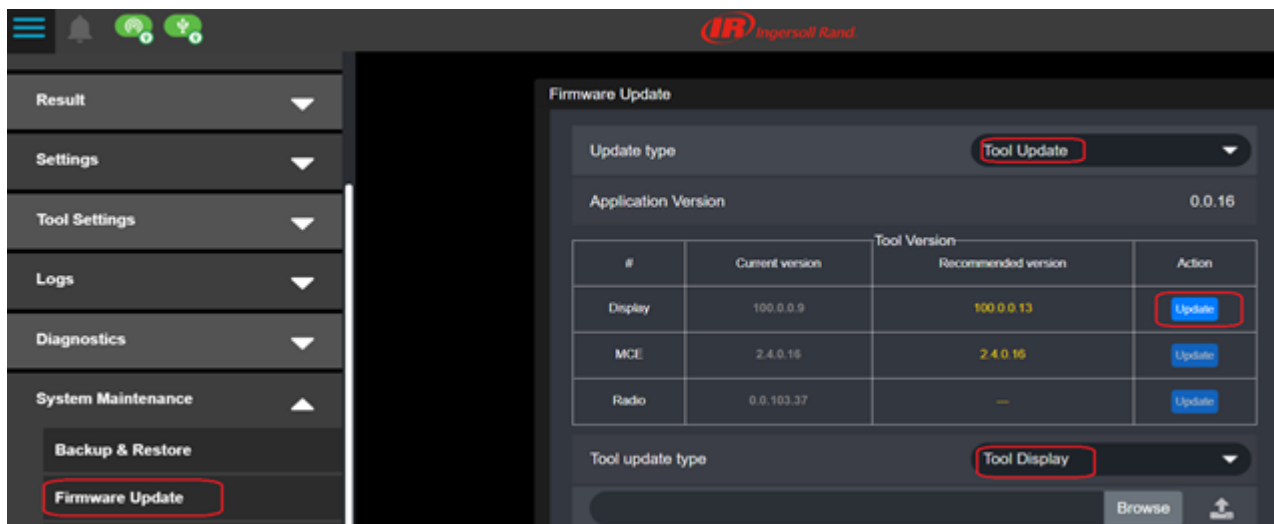 IR Ingersoll Rand.
Result
Settings
Tool Settings
Logs
Diagnostics
System Maintenance
Backup & Restore
Firmware Update
Firmware Update
Update type Tool Update
Application Version 0.0.16
Tool Version
# Current version Recommended version Action
Display 100.0.0.9 100.0.0.13 Update
MCE 2.4.0.16 2.4.0.16 Update
Radio 0.0.103.37 — Update
Tool update type Tool Display
Browse